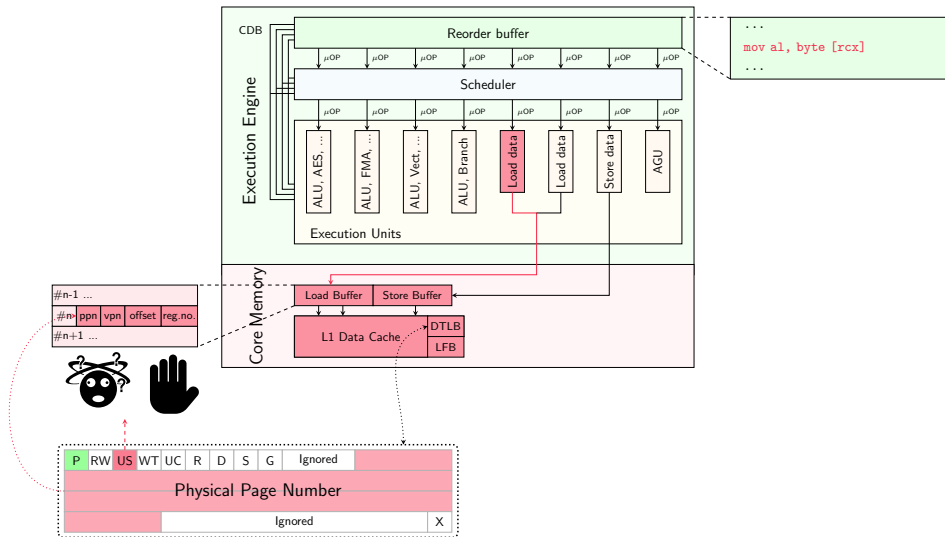 CDB
Reorder buffer
...
mov al, byte [rcx]
...
μOP μOP μOP μOP μOP μOP μOP μOP
Scheduler
μOP μOP μOP μOP μOP μOP μOP μOP
Execution Engine
ALU, AES, ...
ALU, FMA, ...
ALU, Vect, ...
ALU, Branch
Load data
Load data
Store data
AGU
Execution Units
Core Memory
Load Buffer Store Buffer
L1 Data Cache
DTLB
LFB
#n-1 ...
#n ppn vpn offset reg.no.
#n+1 ...
? ? ? ?
P RW US WT UC R D S G Ignored
Physical Page Number
Ignored X